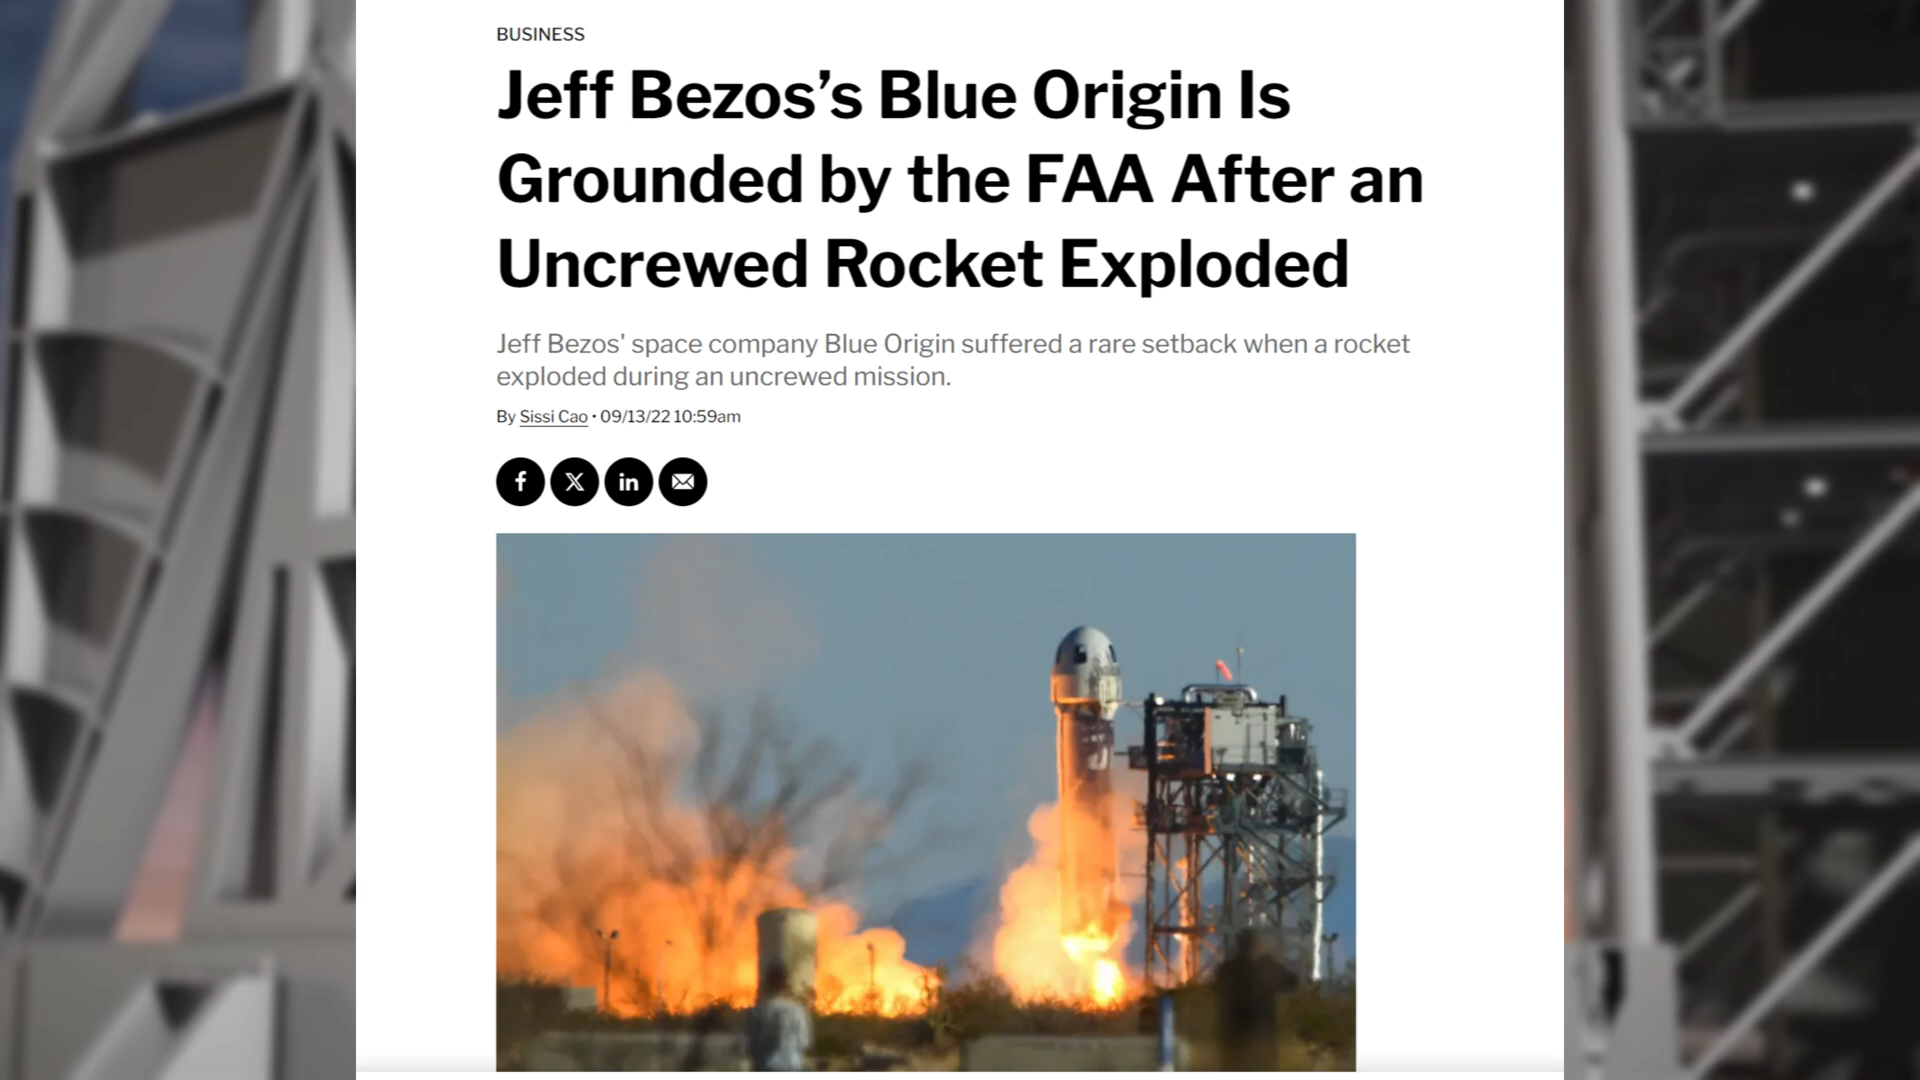 BUSINESS
Jeff Bezos’s Blue Origin Is
Grounded by the FAA After an
Uncrewed Rocket Exploded
Jeff Bezos' space company Blue Origin suffered a rare setback when a rocket
exploded during an uncrewed mission.
By Sissi Cao • 09/13/22 10:59am